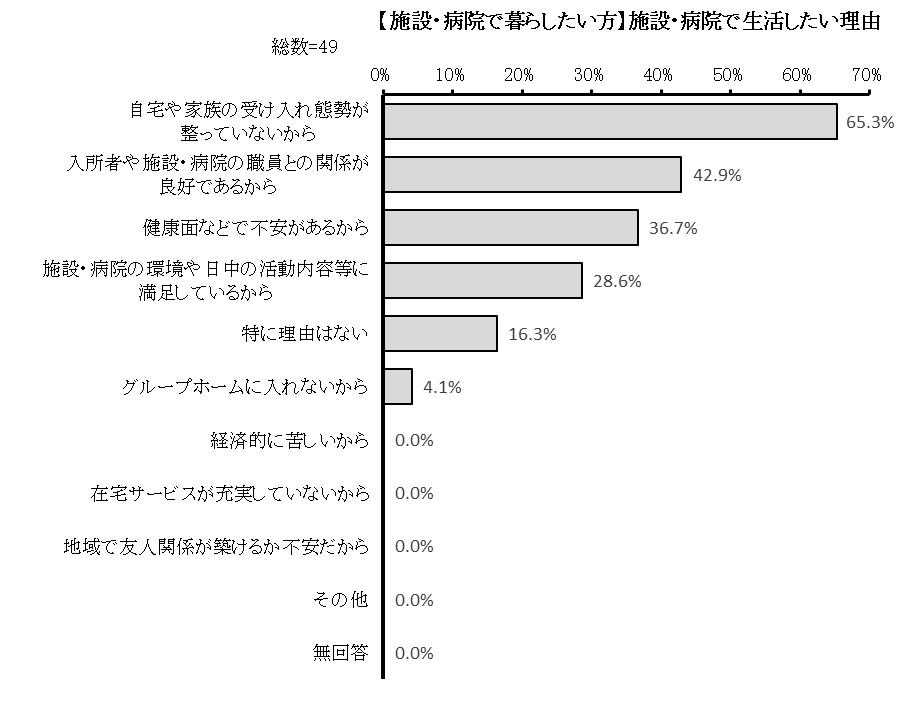 【施設・病院で暮らしたい方】施設・病院で生活したい理由
総数=49
0% 10% 20% 30% 40% 50% 60% 70%
自宅や家族の受け入れ態勢が
整っていないから
65.3%
入所者や施設・病院の職員との関係が
良好であるから
42.9%
健康面などで不安があるから
36.7%
施設・病院の環境や日中の活動内容等に
満足しているから
28.6%
特に理由はない
16.3%
グループホームに入れないから
4.1%
経済的に苦しいから
0.0%
在宅サービスが充実していないから
0.0%
地域で友人関係が築けるか不安だから
0.0%
その他
0.0%
無回答
0.0%